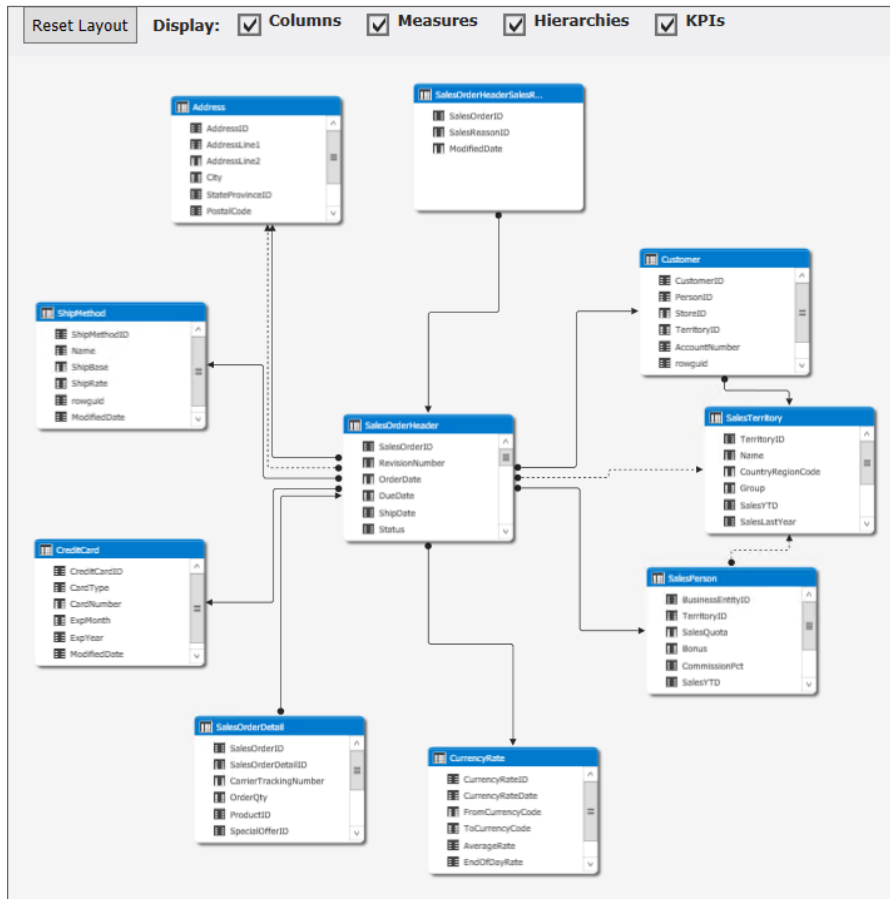 Reset Layout Display: Columns Measures Hierarchies KPIs
Address
AddressID
AddressLine1
AddressLine2
City
StateProvinceID
PostalCode
SalesOrderHeaderSalesR...
SalesOrderID
SalesReasonID
ModifiedDate
Customer
CustomerID
PersonID
StoreID
TerritoryID
AccountNumber
rowguid
ShipMethod
ShipMethodID
Name
ShipBase
ShipRate
rowguid
ModifiedDate
SalesOrderHeader
SalesOrderID
RevisionNumber
OrderDate
DueDate
ShipDate
Status
SalesTerritory
TerritoryID
Name
CountryRegionCode
Group
SalesYTD
SalesLastYear
CreditCard
CreditCardID
CardType
CardNumber
ExpMonth
ExpYear
ModifiedDate
SalesPerson
BusinessEntityID
TerritoryID
SalesQuota
Bonus
CommissionPct
SalesYTD
SalesOrderDetail
SalesOrderID
SalesOrderDetailID
CarrierTrackingNumber
OrderQty
ProductID
SpecialOfferID
CurrencyRate
CurrencyRateID
CurrencyRateDate
FromCurrencyCode
ToCurrencyCode
AverageRate
EndOfDayRate